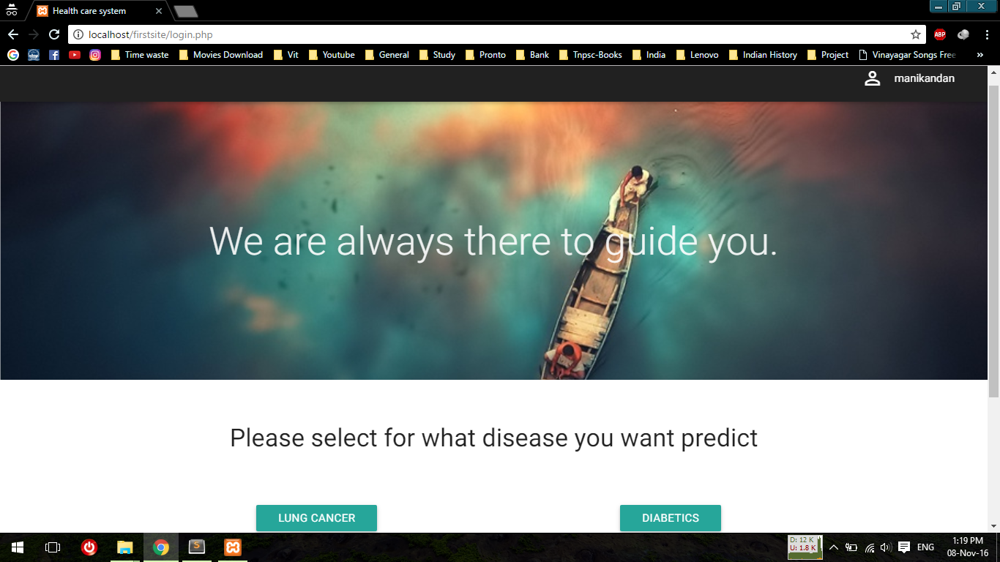 Health care system
localhost/firstsite/login.php
ABP
Time waste Movies Download Vit Youtube General Study Pronto Bank Tnpsc-Books India Lenovo Indian History Project Vinayagar Songs Free »
manikandan
We are always there to guide you.
Please select for what disease you want predict
LUNG CANCER DIABETICS
D: 12 K
U: 1.8 K
ENG
1:19 PM
08-Nov-16